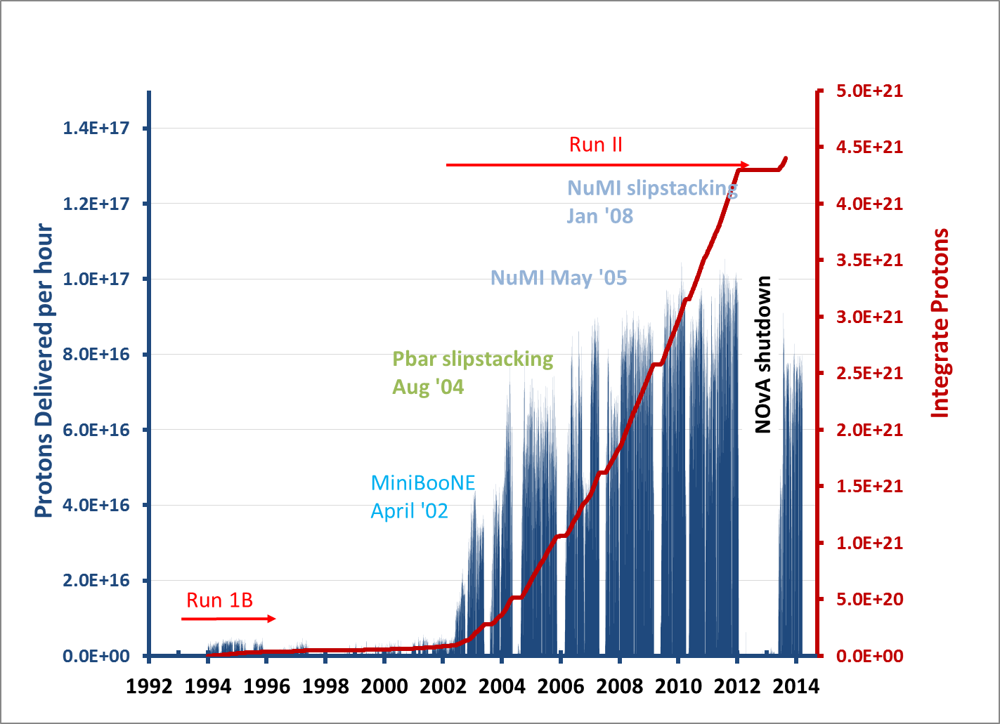 5.0E+21
1.4E+17
4.5E+21
Run II
NuMI slipstacking
Jan '08
1.2E+17
4.0E+21
3.5E+21
1.0E+17
NuMI May '05
3.0E+21
8.0E+16
Pbar slipstacking
Aug '04
2.5E+21
6.0E+16
2.0E+21
NOvA shutdown
Protons Delivered per hour
Integrate Protons
MiniBooNE
April '02
1.5E+21
4.0E+16
1.0E+21
2.0E+16
Run 1B
5.0E+20
0.0E+00
0.0E+00
1992 1994 1996 1998 2000 2002 2004 2006 2008 2010 2012 2014